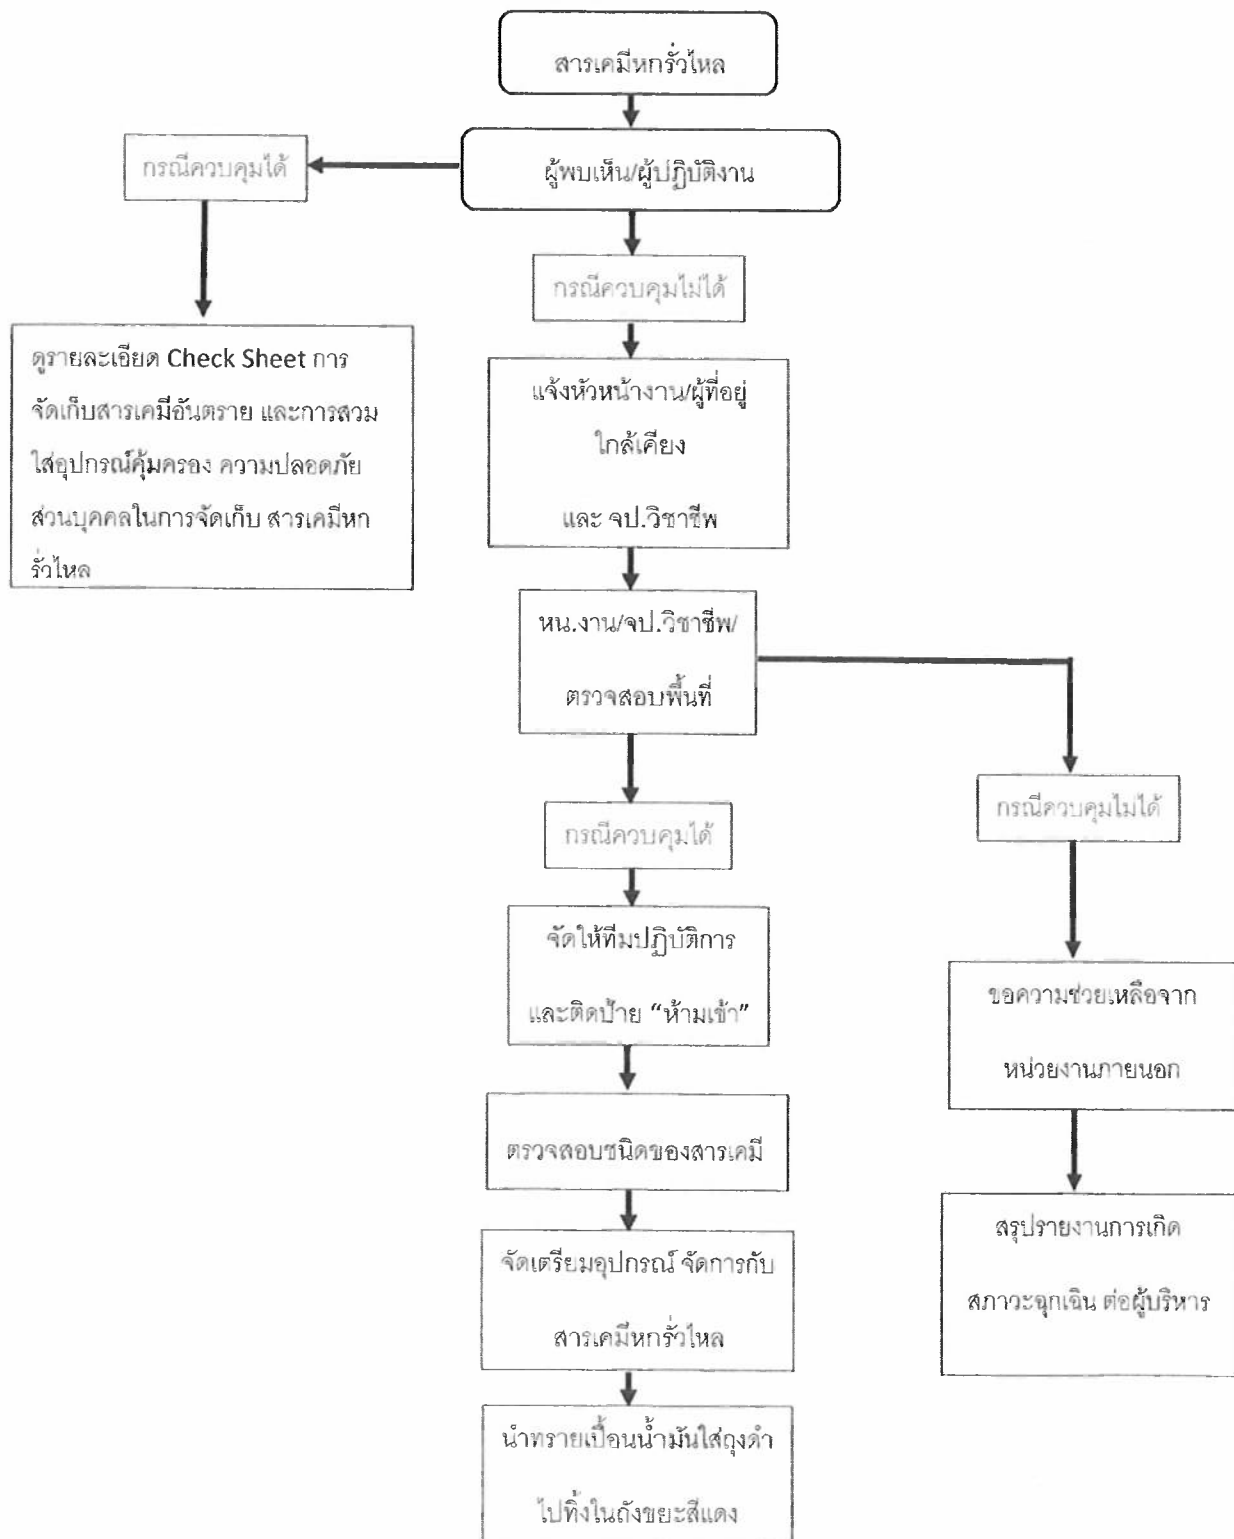 สารเคมีหกรั่วไหล
ผู้พบเห็น/ผู้ปฏิบัติงาน
กรณีควบคุมได้
กรณีควบคุมไม่ได้
ดูรายละเอียด Check Sheet การ
จัดเก็บสารเคมีอันตราย และการสวม
ใส่อุปกรณ์คุ้มครอง ความปลอดภัย
ส่วนบุคคลในการจัดเก็บ สารเคมีหก
รั่วไหล
แจ้งหัวหน้างาน/ผู้ที่อยู่
ใกล้เคียง
และ จป.วิชาชีพ
หน.งาน/จป.วิชาชีพ/
ตรวจสอบพื้นที่
กรณีควบคุมได้
กรณีควบคุมไม่ได้
จัดให้ทีมปฏิบัติการ
และติดป้าย “ห้ามเข้า”
ตรวจสอบชนิดของสารเคมี
จัดเตรียมอุปกรณ์ จัดการกับ
สารเคมีหกรั่วไหล
นำทรายเปื้อนน้ำมันใส่ถุงดำ
ไปทิ้งในถังขยะสีแดง
ขอความช่วยเหลือจาก
หน่วยงานภายนอก
สรุปรายงานการเกิด
สภาวะฉุกเฉิน ต่อผู้บริหาร